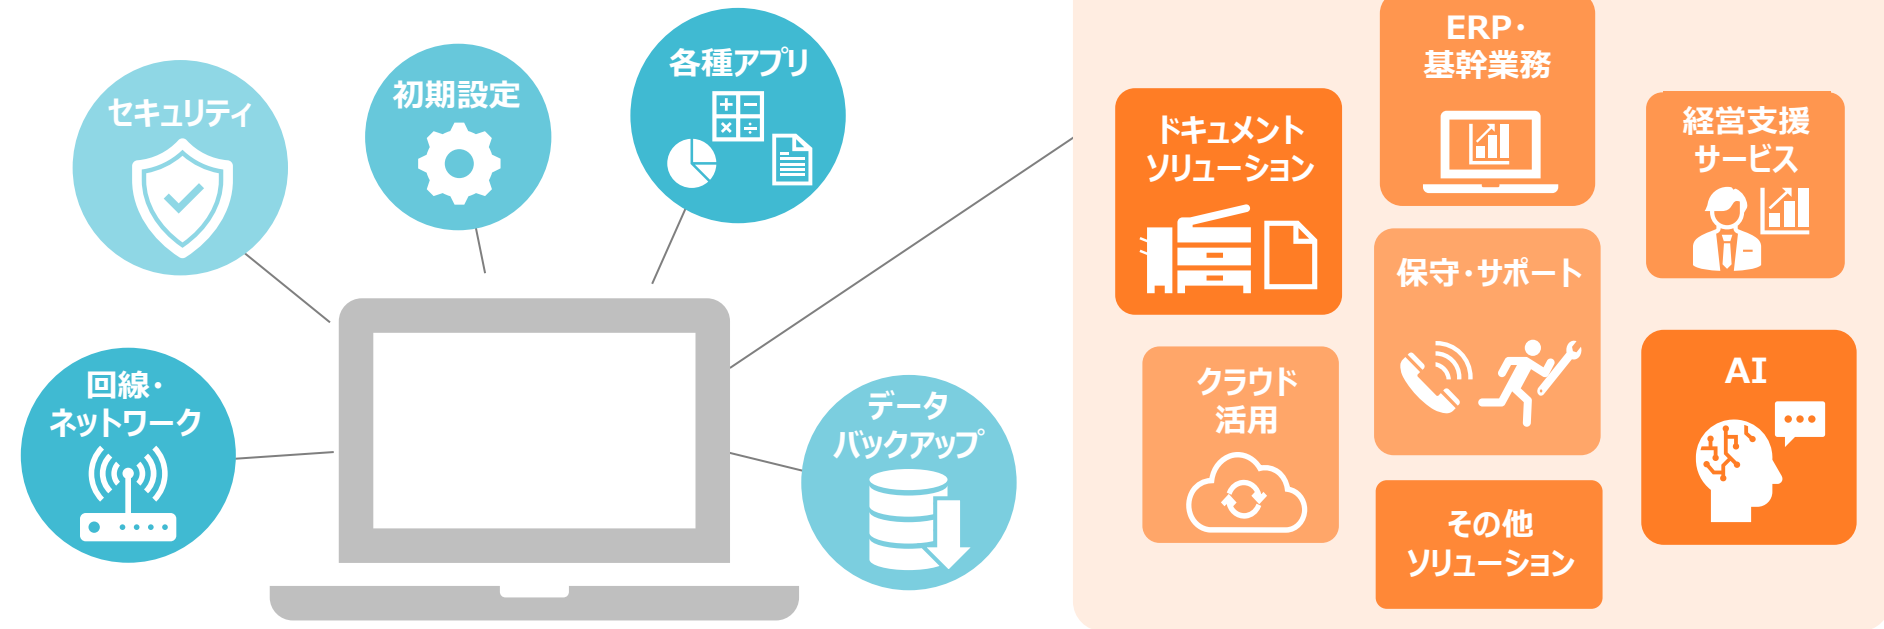 セキュリティ
初期設定
各種アプリ
回線・
ネットワーク
データ
バックアップ
ERP・
基幹業務
ドキュメント
ソリューション
経営支援
サービス
保守・サポート
クラウド
活用
AI
その他
ソリューション